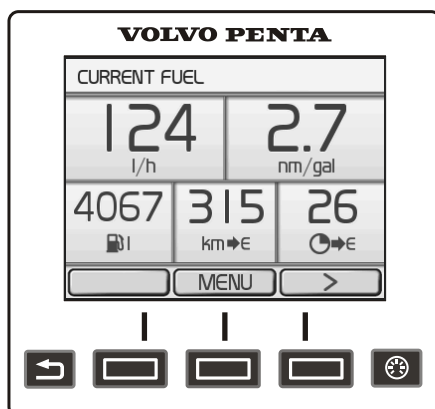 VOLVO PENTA
CURRENT FUEL
124 2.7
l/h nm/gal
4067 315 26
l km➡E ➡E
MENU >